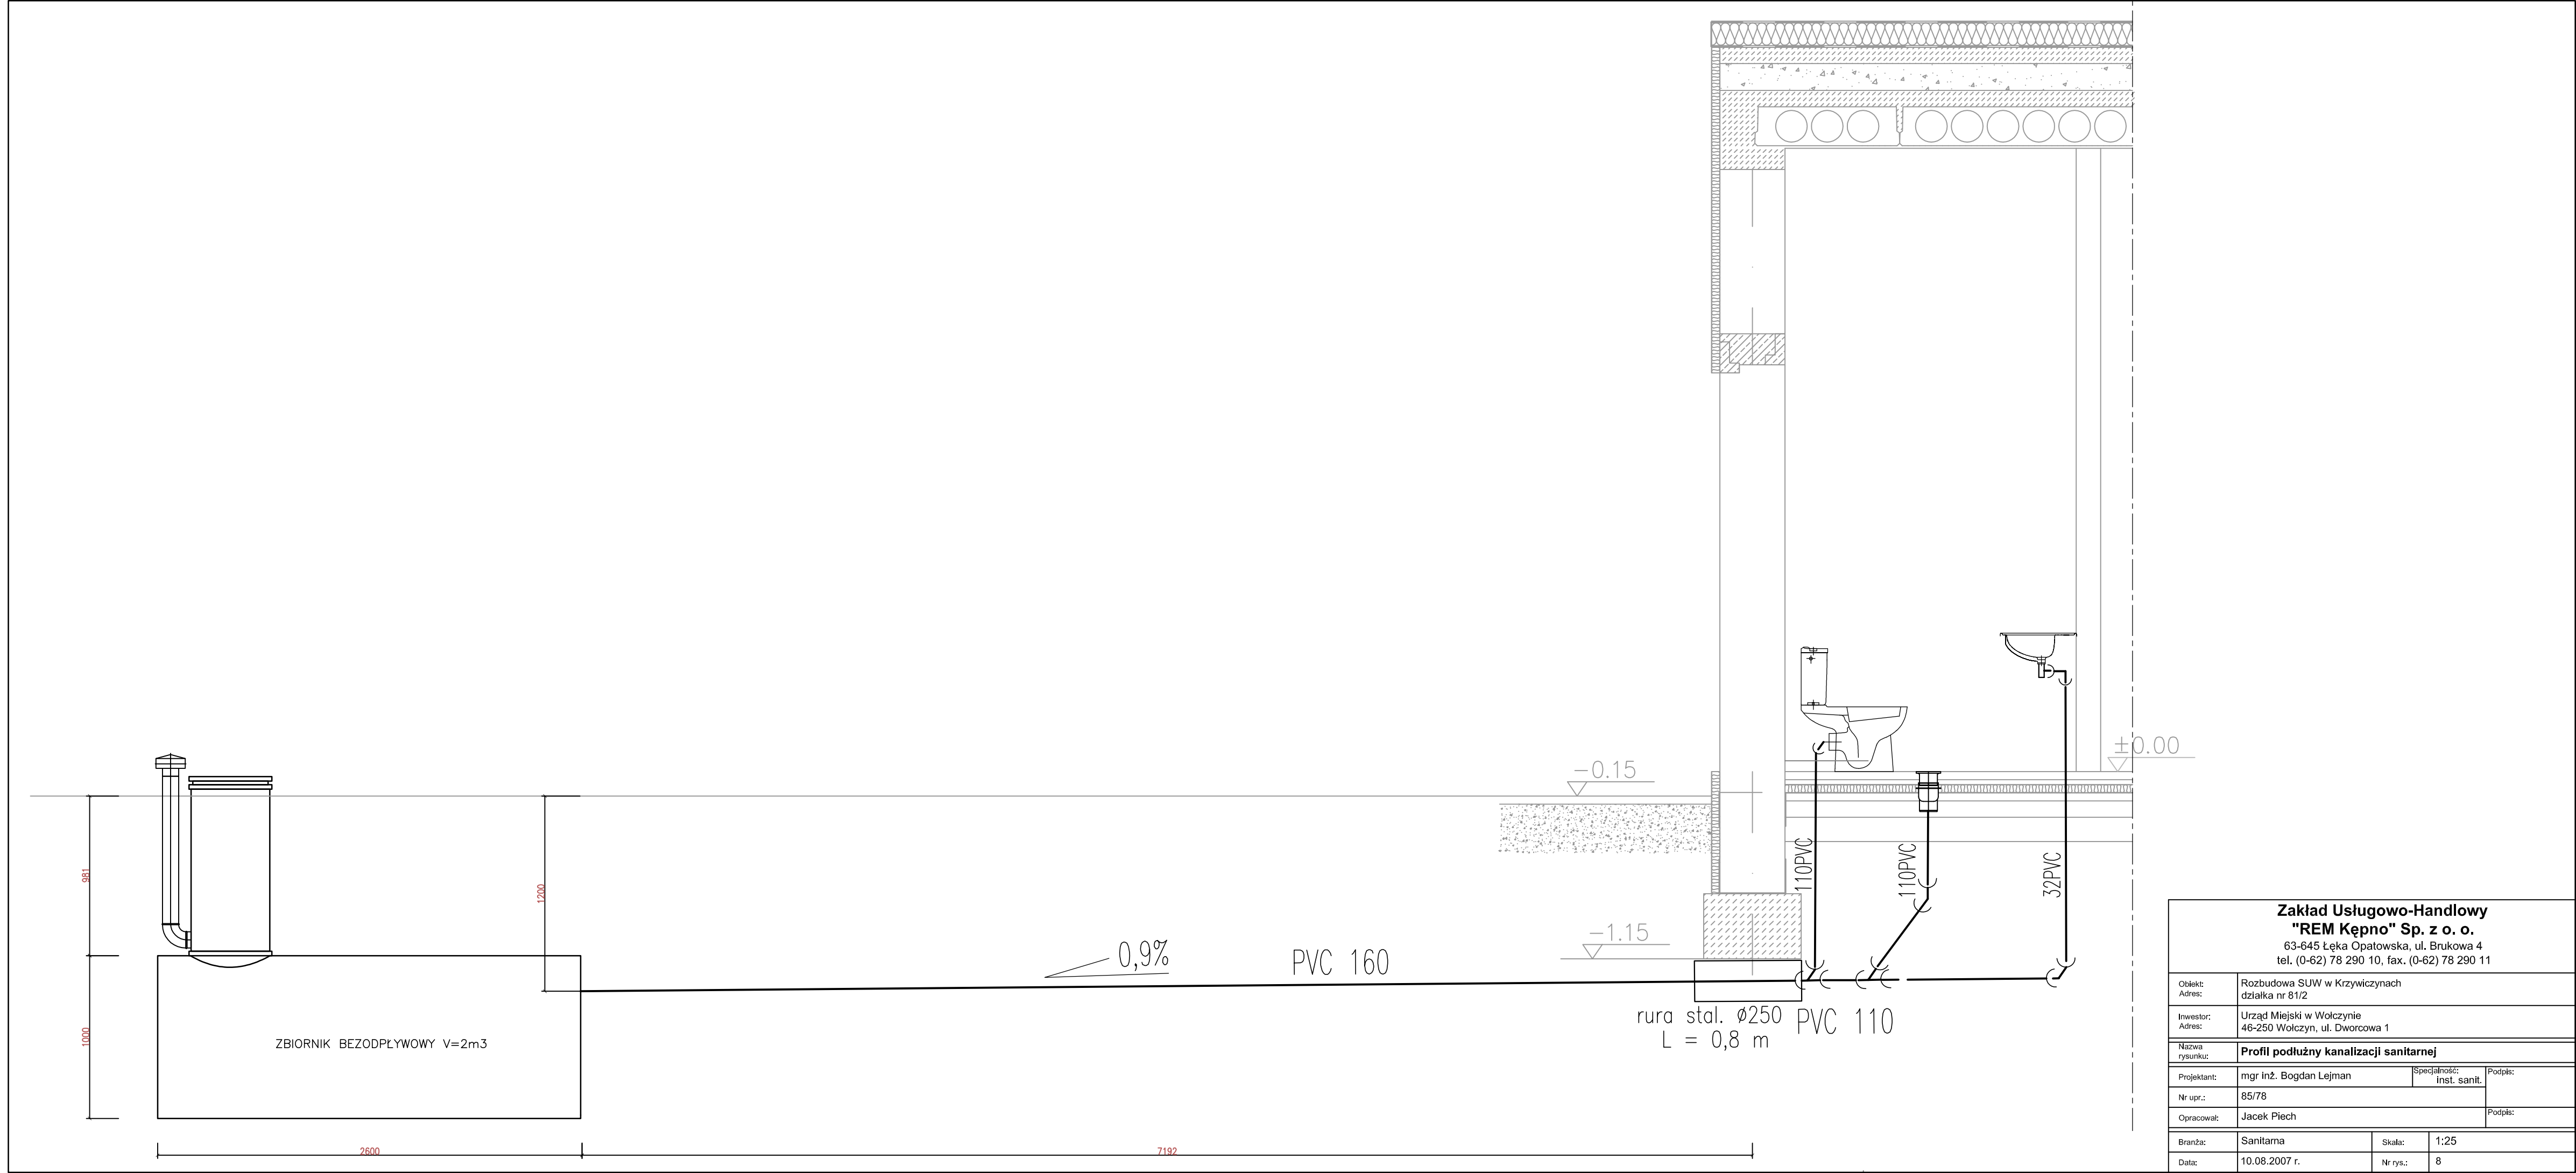 ±0.00
−0.15
−1.15
981
1200
1000
110PVC
110PVC
32PVC
0,9%
PVC 160
rura stal. ⌀250
L = 0,8 m
PVC 110
ZBIORNIK BEZODPŁYWOWY V=2m3
2600
7192
Zakład Usługowo-Handlowy
"REM Kępno" Sp. z o. o.
63-645 Łęka Opatowska, ul. Brukowa 4
tel. (0-62) 78 290 10, fax. (0-62) 78 290 11
Obiekt: Rozbudowa SUW w Krzywiczynach
Adres: działka nr 81/2
Inwestor: Urząd Miejski w Wołczynie
Adres: 46-250 Wołczyn, ul. Dworcowa 1
Nazwa
rysunku: Profil podłużny kanalizacji sanitarnej
Projektant: mgr inż. Bogdan Lejman Specjalność: inst. sanit. Podpis:
Nr upr.: 85/78
Opracował: Jacek Piech Podpis:
Branża: Sanitarna Skala: 1:25
Data: 10.08.2007 r. Nr rys.: 8